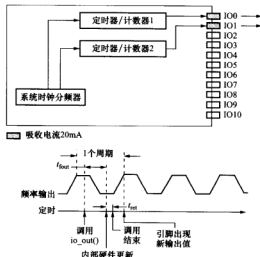 定时器/计数器1
定时器/计数器2
系统时钟分频器
IO0
IO1
IO2
IO3
IO4
IO5
IO6
IO7
IO8
IO9
IO10
吸收电流20mA
1个周期
tfout
频率输出
定时
tret
调用
io_out()
调用
结束
引脚出现
新输出值
内部硬件更新